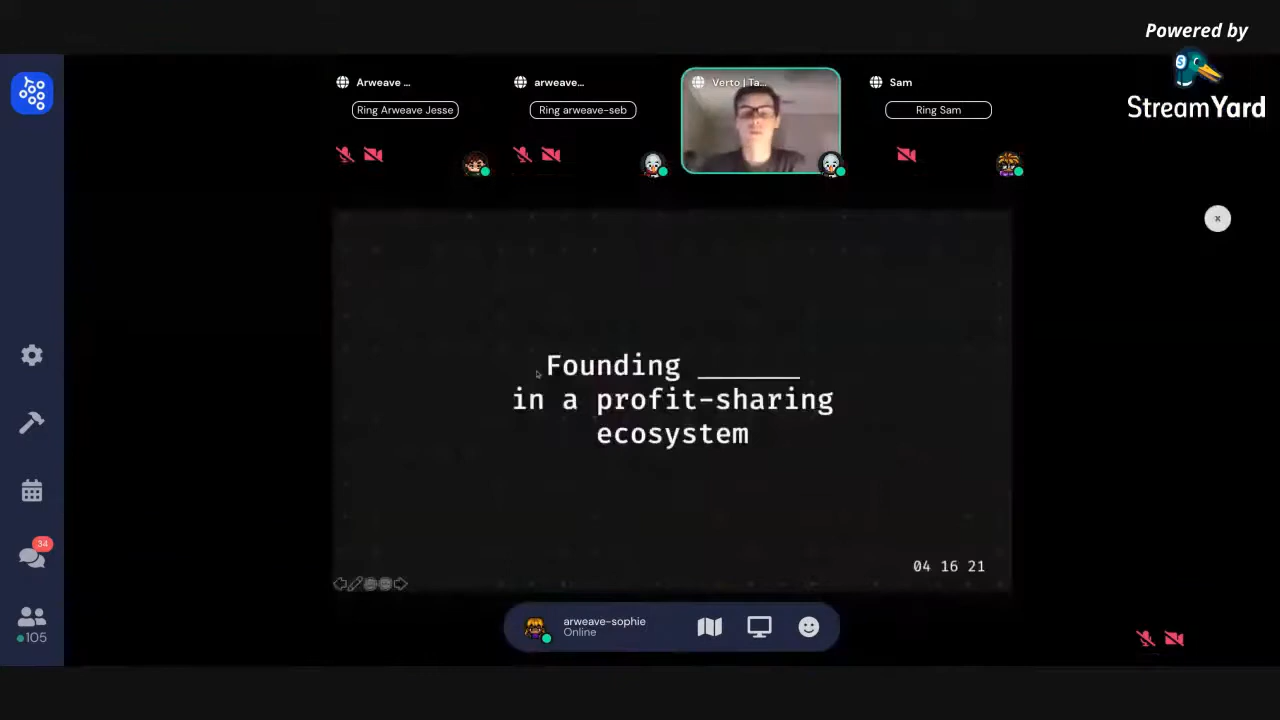 Powered by
StreamYard
Arweave ...
arweave...
Verto | Ta...
Sam
Ring Arweave Jesse
Ring arweave-seb
Ring Sam
x
Founding ______
in a profit-sharing
ecosystem
04 16 21
34
105
arweave-sophie
Online